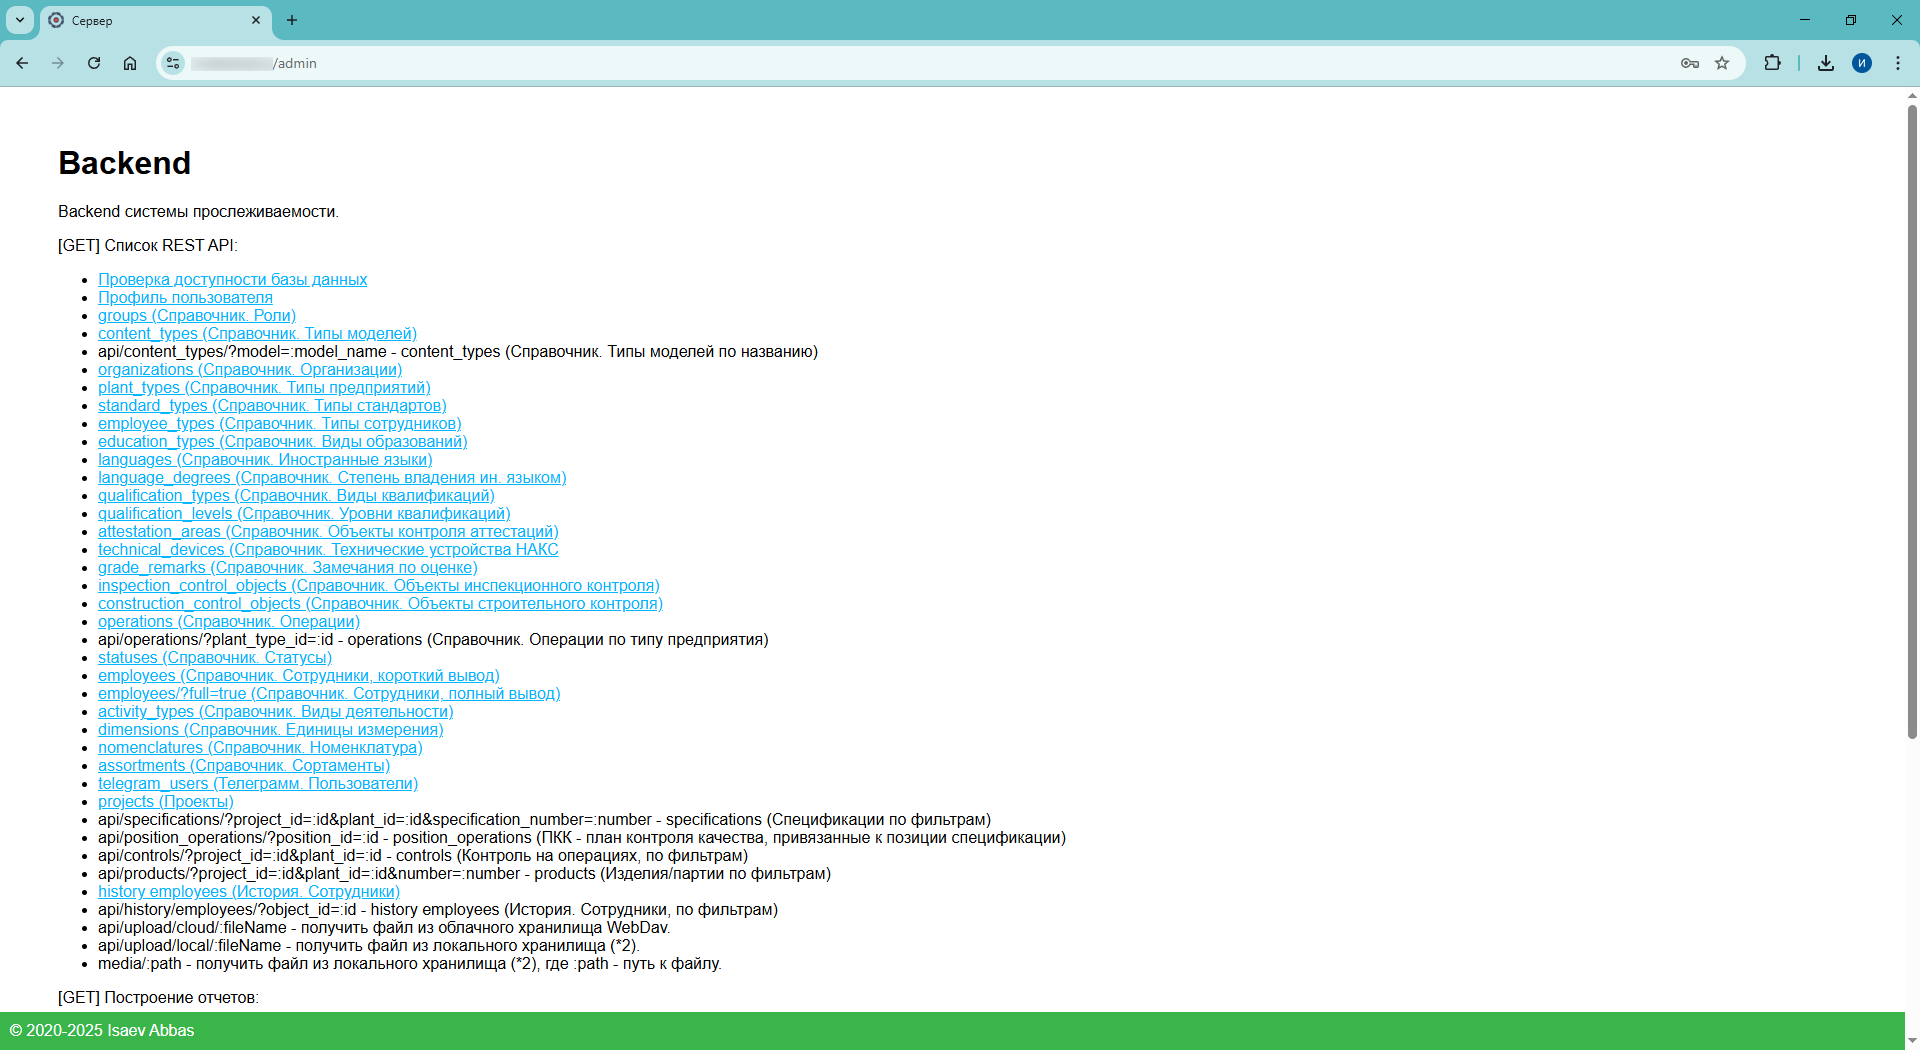 Сервер
/admin
И
Backend
Backend системы прослеживаемости.
[GET] Список REST API:
Проверка доступности базы данных
Профиль пользователя
groups (Справочник. Роли)
content_types (Справочник. Типы моделей)
api/content_types/?model=:model_name - content_types (Справочник. Типы моделей по названию)
organizations (Справочник. Организации)
plant_types (Справочник. Типы предприятий)
standard_types (Справочник. Типы стандартов)
employee_types (Справочник. Типы сотрудников)
education_types (Справочник. Виды образований)
languages (Справочник. Иностранные языки)
language_degrees (Справочник. Степень владения ин. языком)
qualification_types (Справочник. Виды квалификаций)
qualification_levels (Справочник. Уровни квалификаций)
attestation_areas (Справочник. Объекты контроля аттестаций)
technical_devices (Справочник. Технические устройства НАКС
grade_remarks (Справочник. Замечания по оценке)
inspection_control_objects (Справочник. Объекты инспекционного контроля)
construction_control_objects (Справочник. Объекты строительного контроля)
operations (Справочник. Операции)
api/operations/?plant_type_id=:id - operations (Справочник. Операции по типу предприятия)
statuses (Справочник. Статусы)
employees (Справочник. Сотрудники, короткий вывод)
employees/?full=true (Справочник. Сотрудники, полный вывод)
activity_types (Справочник. Виды деятельности)
dimensions (Справочник. Единицы измерения)
nomenclatures (Справочник. Номенклатура)
assortments (Справочник. Сортаменты)
telegram_users (Телеграмм. Пользователи)
projects (Проекты)
api/specifications/?project_id=:id&plant_id=:id&specification_number=:number - specifications (Спецификации по фильтрам)
api/position_operations/?position_id=:id - position_operations (ПКК - план контроля качества, привязанные к позиции спецификации)
api/controls/?project_id=:id&plant_id=:id - controls (Контроль на операциях, по фильтрам)
api/products/?project_id=:id&plant_id=:id&number=:number - products (Изделия/партии по фильтрам)
history employees (История. Сотрудники)
api/history/employees/?object_id=:id - history employees (История. Сотрудники, по фильтрам)
api/upload/cloud/:fileName - получить файл из облачного хранилища WebDav.
api/upload/local/:fileName - получить файл из локального хранилища (*2).
media/:path - получить файл из локального хранилища (*2), где :path - путь к файлу.
[GET] Построение отчетов:
© 2020-2025 Isaev Abbas